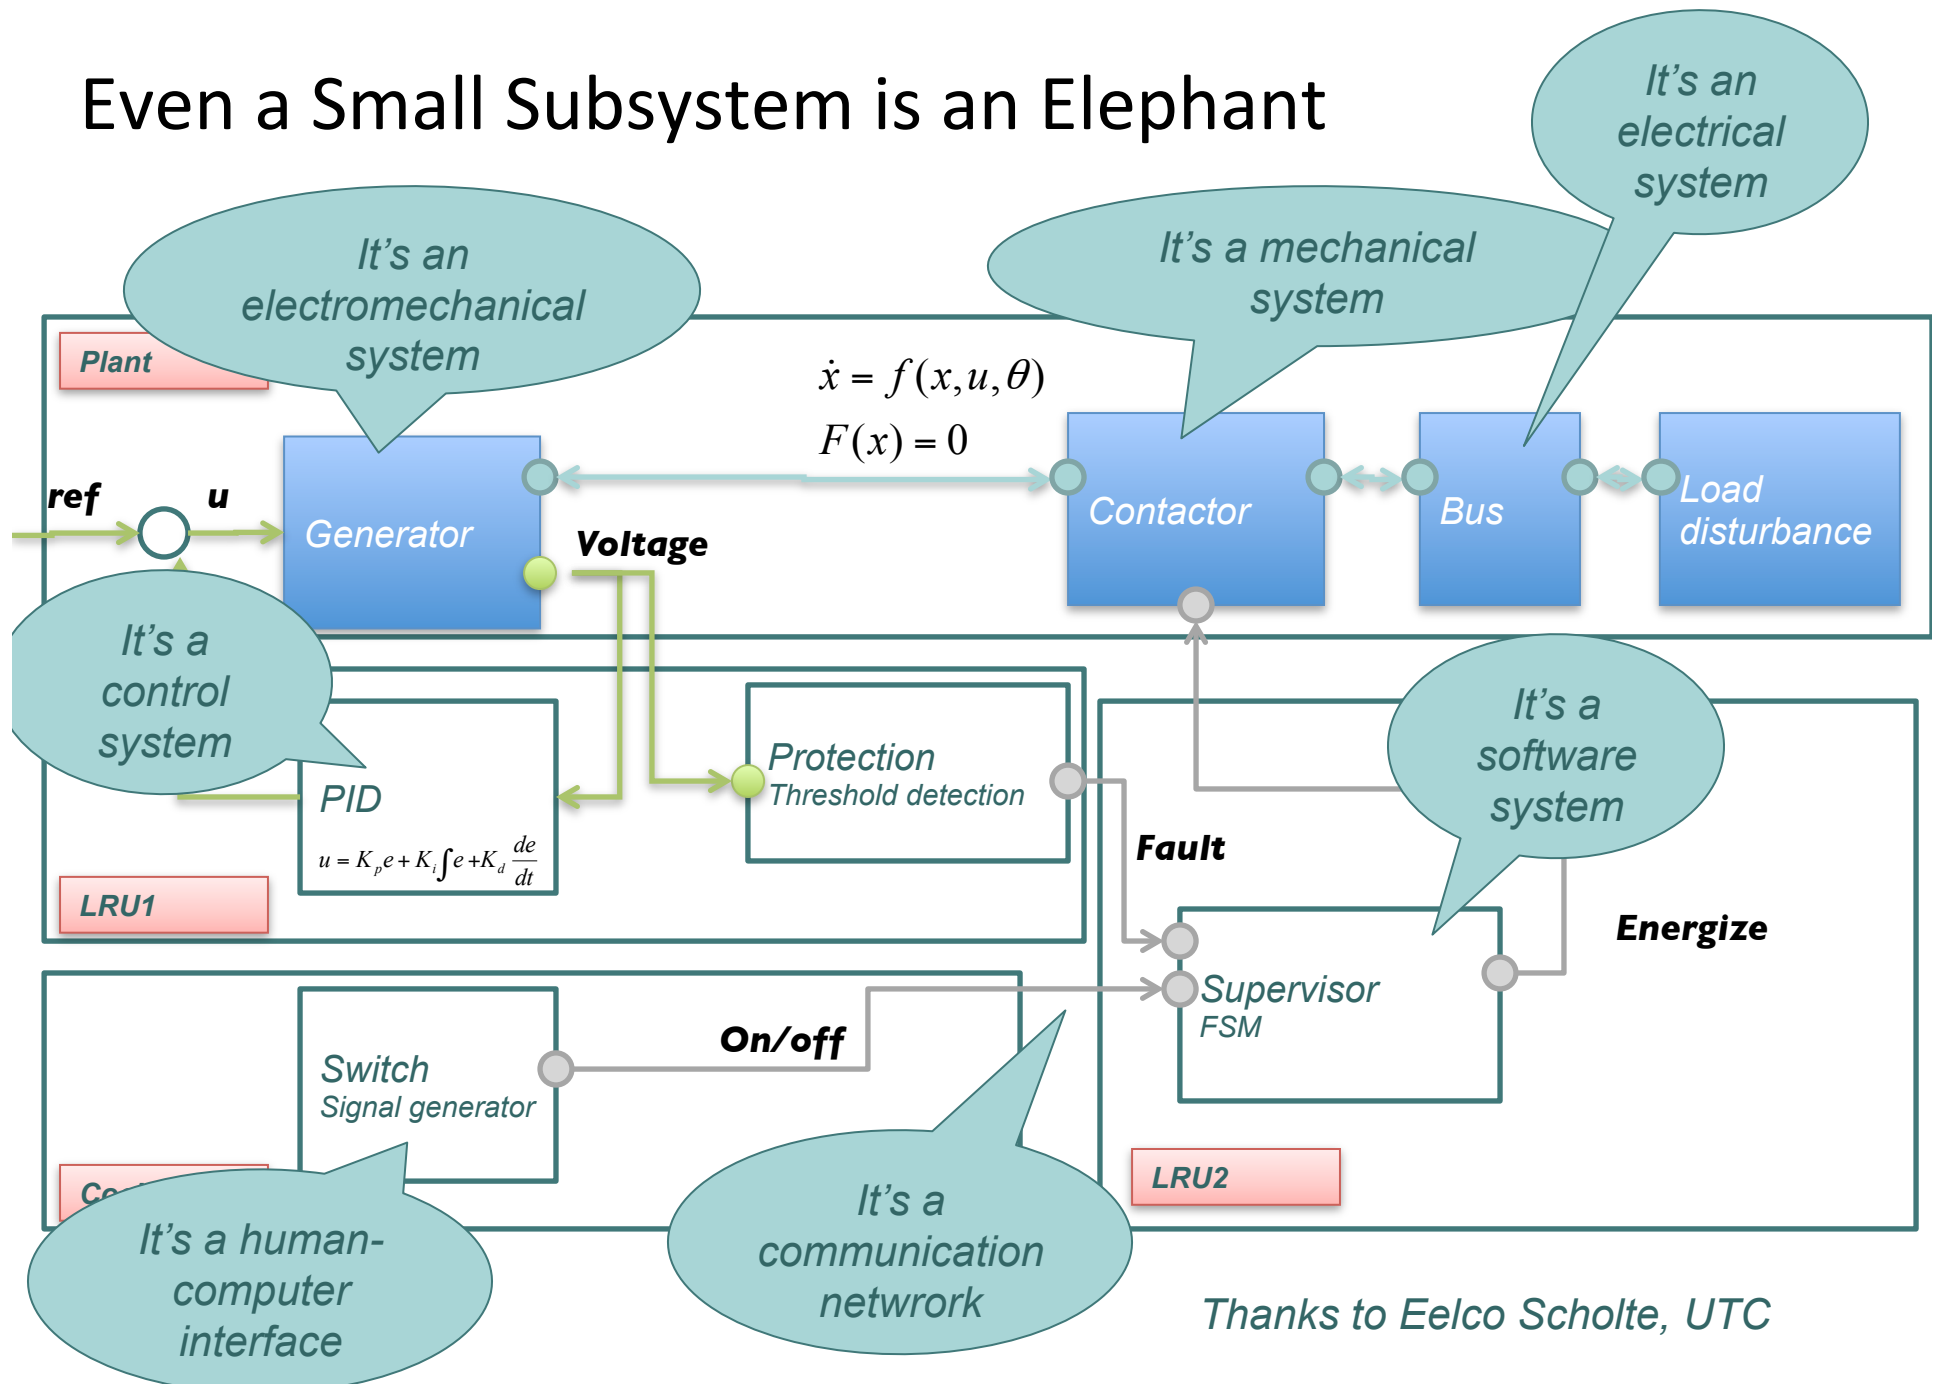 Even a Small Subsystem is an Elephant
It's an
electrical
system
It's an
electromechanical
system
It's a mechanical
system
Plant
ẋ = f(x,u,θ)
F(x) = 0
ref
u
Generator
Voltage
Contactor
Bus
Load
disturbance
It's a
control
system
PID
u = K_p e + K_i ∫e + K_d de/dt
Protection
Threshold detection
LRU1
Fault
It's a
software
system
Energize
Supervisor
FSM
On/off
Switch
Signal generator
It's a human-
computer
interface
It's a
communication
netwrork
LRU2
Thanks to Eelco Scholte, UTC